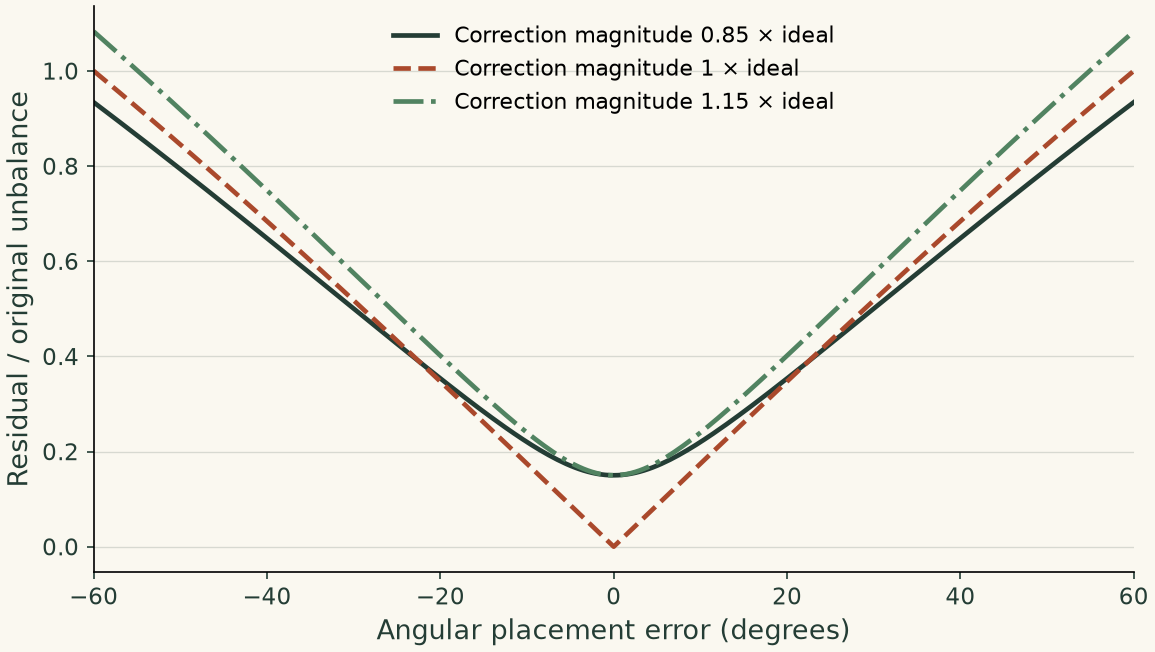 Correction magnitude 0.85 × ideal
Correction magnitude 1 × ideal
Correction magnitude 1.15 × ideal
Residual / original unbalance
1.0
0.8
0.6
0.4
0.2
0.0
−60 −40 −20 0 20 40 60
Angular placement error (degrees)